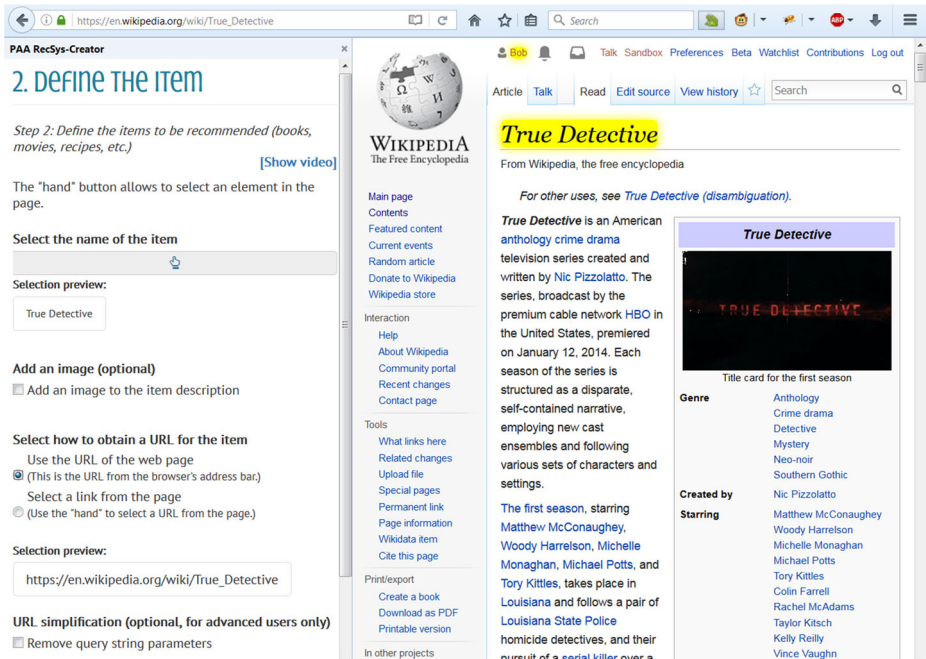 https://en.wikipedia.org/wiki/True_Detective
Search
ABP
PAA RecSys-Creator
×
2. DEFINE THE ITEM
Step 2: Define the items to be recommended (books,
movies, recipes, etc.)
[Show video]
The "hand" button allows to select an element in the
page.
Select the name of the item
Selection preview:
True Detective
Add an image (optional)
Add an image to the item description
Select how to obtain a URL for the item
Use the URL of the web page
(This is the URL from the browser's address bar.)
Select a link from the page
(Use the "hand" to select a URL from the page.)
Selection preview:
https://en.wikipedia.org/wiki/True_Detective
URL simplification (optional, for advanced users only)
Remove query string parameters
WIKIPEDIA
The Free Encyclopedia
Main page
Contents
Featured content
Current events
Random article
Donate to Wikipedia
Wikipedia store
Interaction
Help
About Wikipedia
Community portal
Recent changes
Contact page
Tools
What links here
Related changes
Upload file
Special pages
Permanent link
Page information
Wikidata item
Cite this page
Print/export
Create a book
Download as PDF
Printable version
In other projects
Bob Talk Sandbox Preferences Beta Watchlist Contributions Log out
Article Talk Read Edit source View history Search
True Detective
From Wikipedia, the free encyclopedia
For other uses, see True Detective (disambiguation).
True Detective is an American
anthology crime drama
television series created and
written by Nic Pizzolatto. The
series, broadcast by the
premium cable network HBO in
the United States, premiered
on January 12, 2014. Each
season of the series is
structured as a disparate,
self-contained narrative,
employing new cast
ensembles and following
various sets of characters and
settings.
The first season, starring
Matthew McConaughey,
Woody Harrelson, Michelle
Monaghan, Michael Potts, and
Tory Kittles, takes place in
Louisiana and follows a pair of
Louisiana State Police
homicide detectives, and their
pursuit of a serial killer over a
True Detective
TRUE DETECTIVE
Title card for the first season
Genre Anthology
Crime drama
Detective
Mystery
Neo-noir
Southern Gothic
Created by Nic Pizzolatto
Starring Matthew McConaughey
Woody Harrelson
Michelle Monaghan
Michael Potts
Tory Kittles
Colin Farrell
Rachel McAdams
Taylor Kitsch
Kelly Reilly
Vince Vaughn